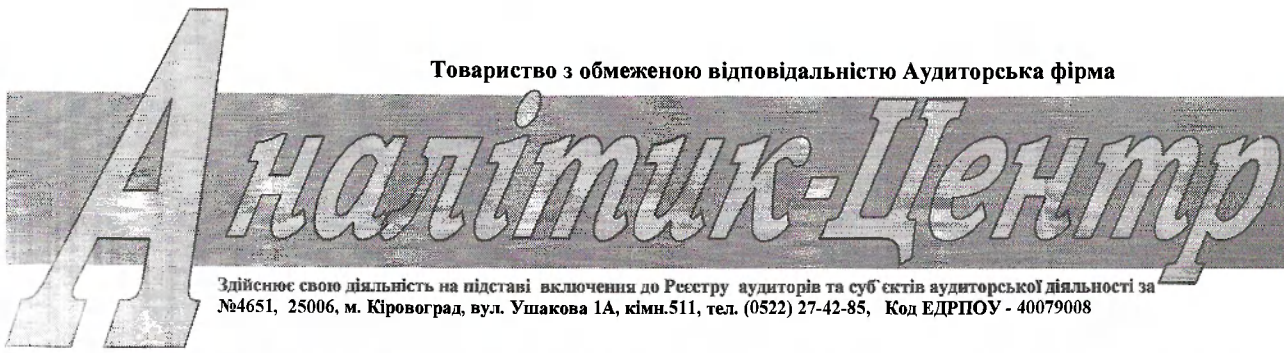 Товариство з обмеженою відповідальністю Аудиторська фірма
Аналітик-Центр
Здійснює свою діяльність на підставі включення до Реєстру аудиторів та суб'єктів аудиторської діяльності за
№4651, 25006, м. Кіровоград, вул. Ушакова 1А, кімн.511, тел. (0522) 27-42-85, Код ЕДРПОУ - 40079008